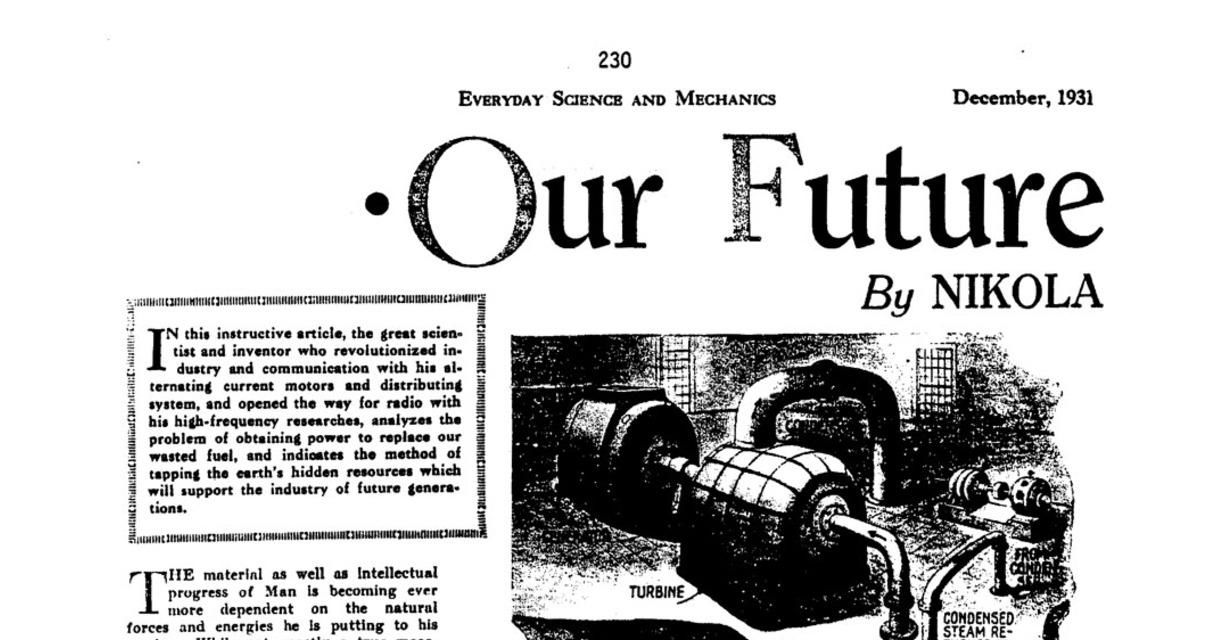 230
EVERYDAY SCIENCE AND MECHANICS
December, 1931
• Our Future
By NIKOLA
IN this instructive article, the great scien-
tist and inventor who revolutionized in-
dustry and communication with his al-
ternating current motors and distributing
system, and opened the way for radio with
his high-frequency researches, analyzes the
problem of obtaining power to replace our
wasted fuel, and indicates the method of
tapping the earth's hidden resources which
will support the industry of future genera-
tions.
THE material as well as intellectual
progress of Man is becoming ever
more dependent on the natural
forces and energies he is putting to his
TURBINE
FROM
CONDENSED
STEAM RE-